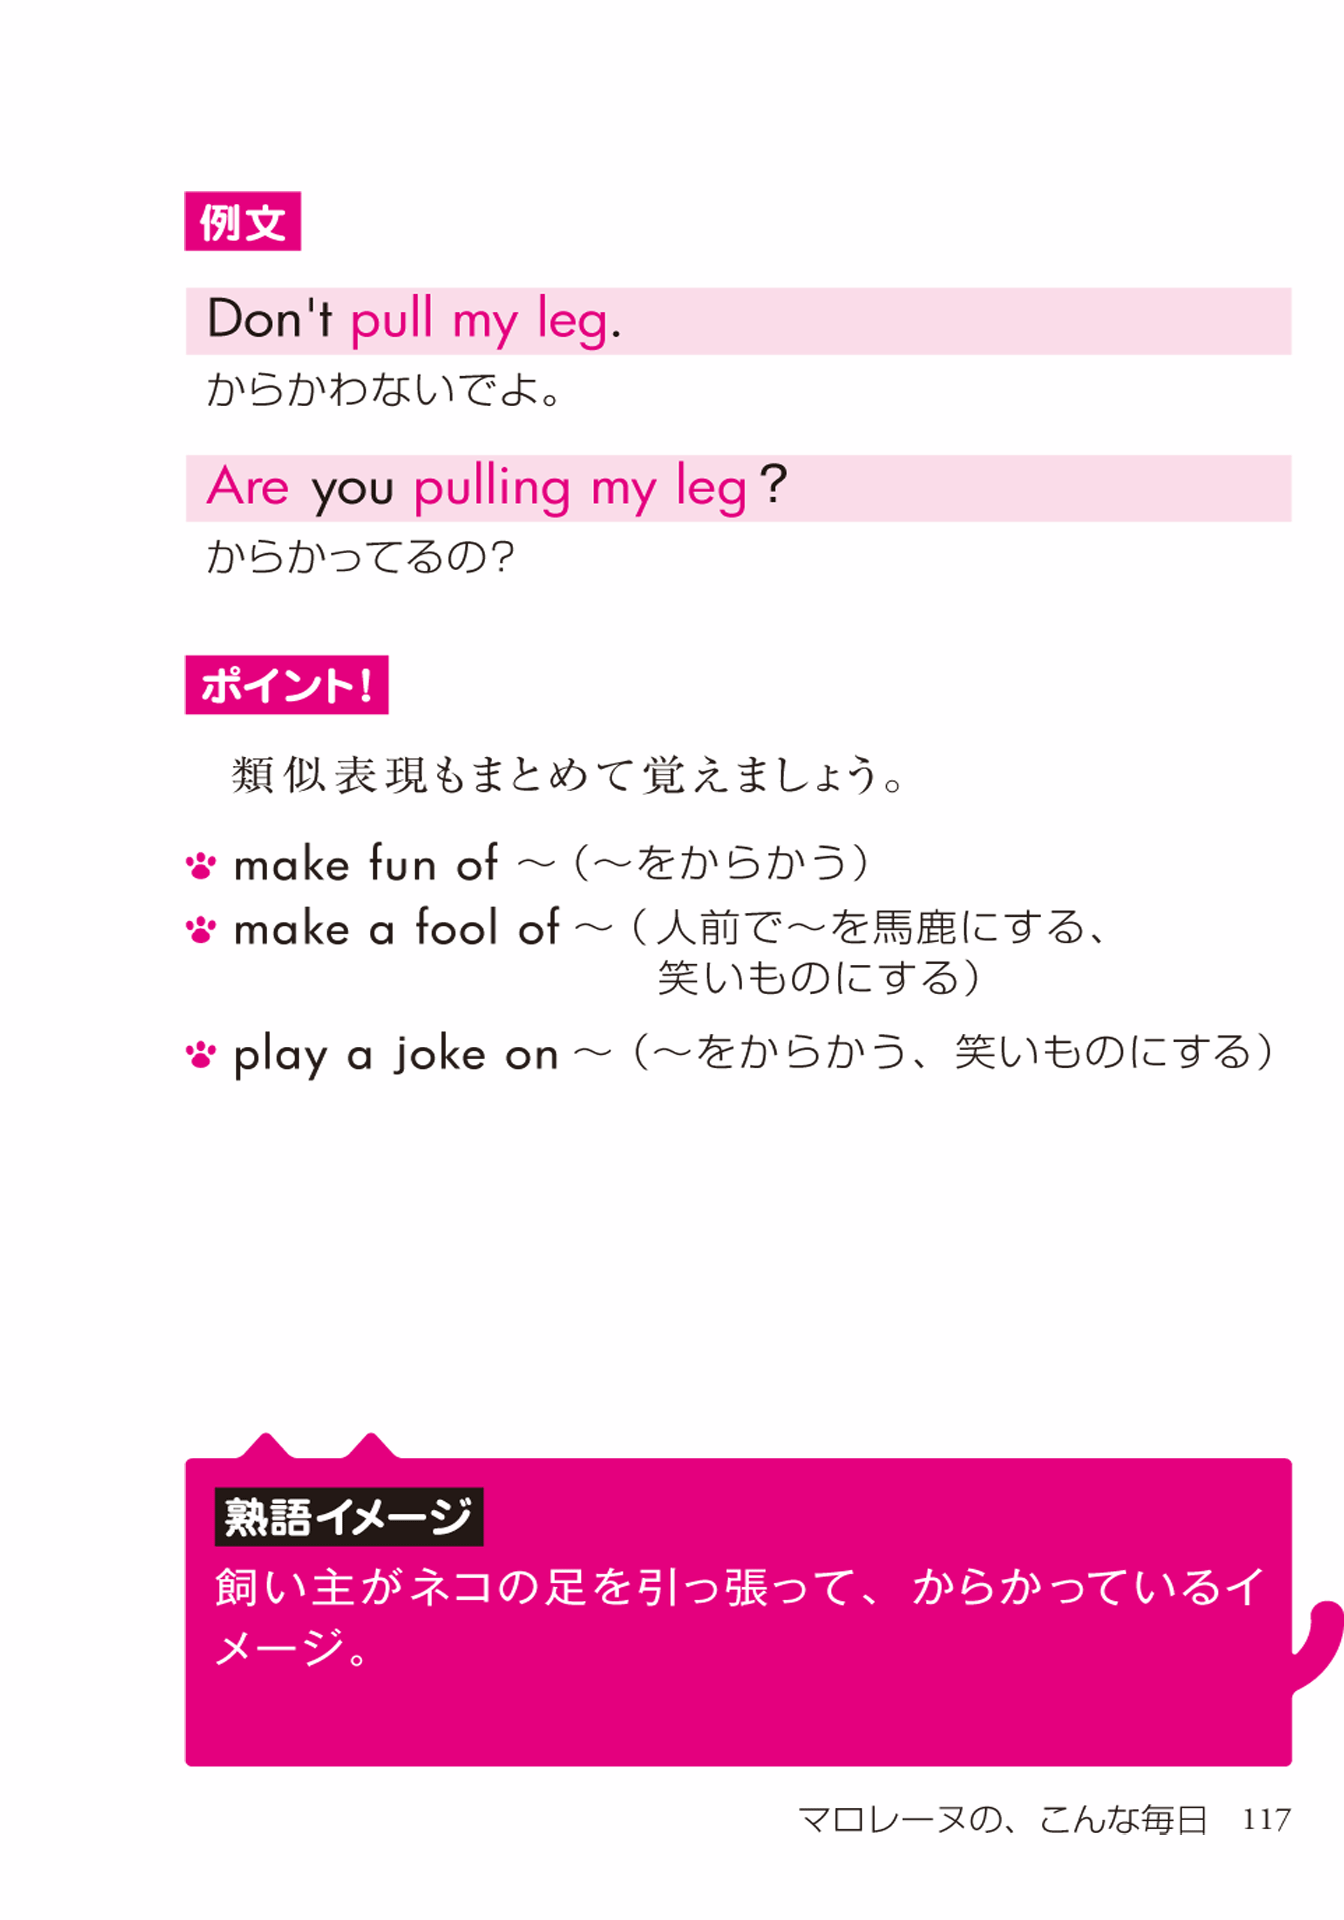 例文
Don't pull my leg.
からかわないでよ。
Are you pulling my leg?
からかってるの?
ポイント!
類似表現もまとめて覚えましょう。
make fun of 〜(〜をからかう)
make a fool of 〜(人前で〜を馬鹿にする、
笑いものにする)
play a joke on 〜(〜をからかう、笑いものにする)
熟語イメージ
飼い主がネコの足を引っ張って、からかっているイ
メージ。
マロレーヌの、こんな毎日 117